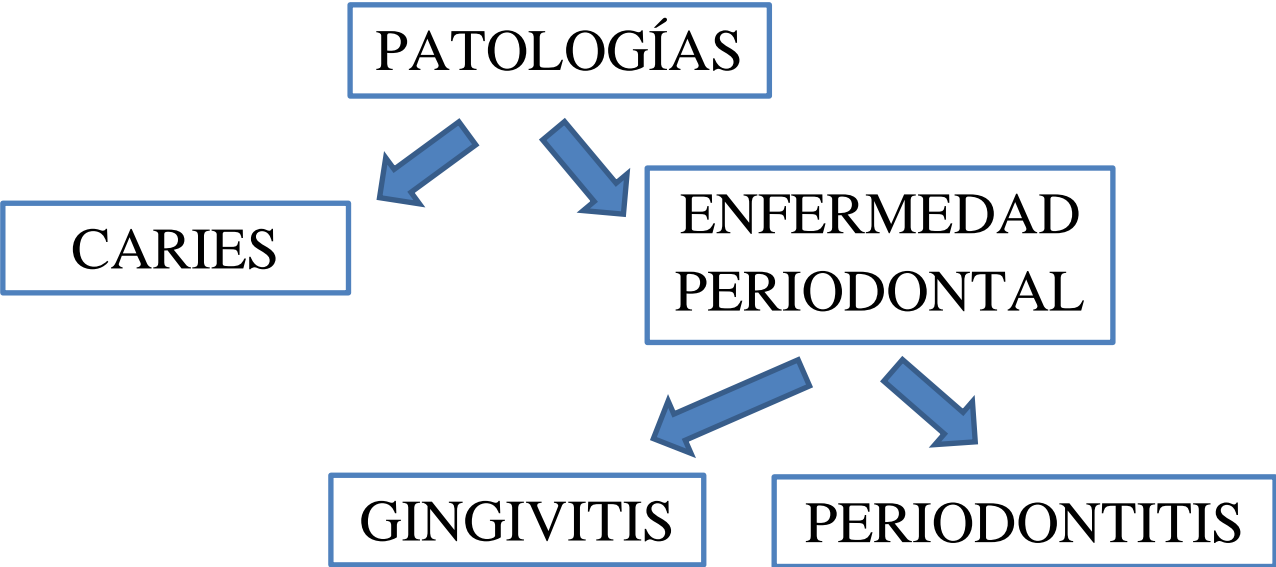 PATOLOGÍAS
CARIES
ENFERMEDAD
PERIODONTAL
GINGIVITIS
PERIODONTITIS